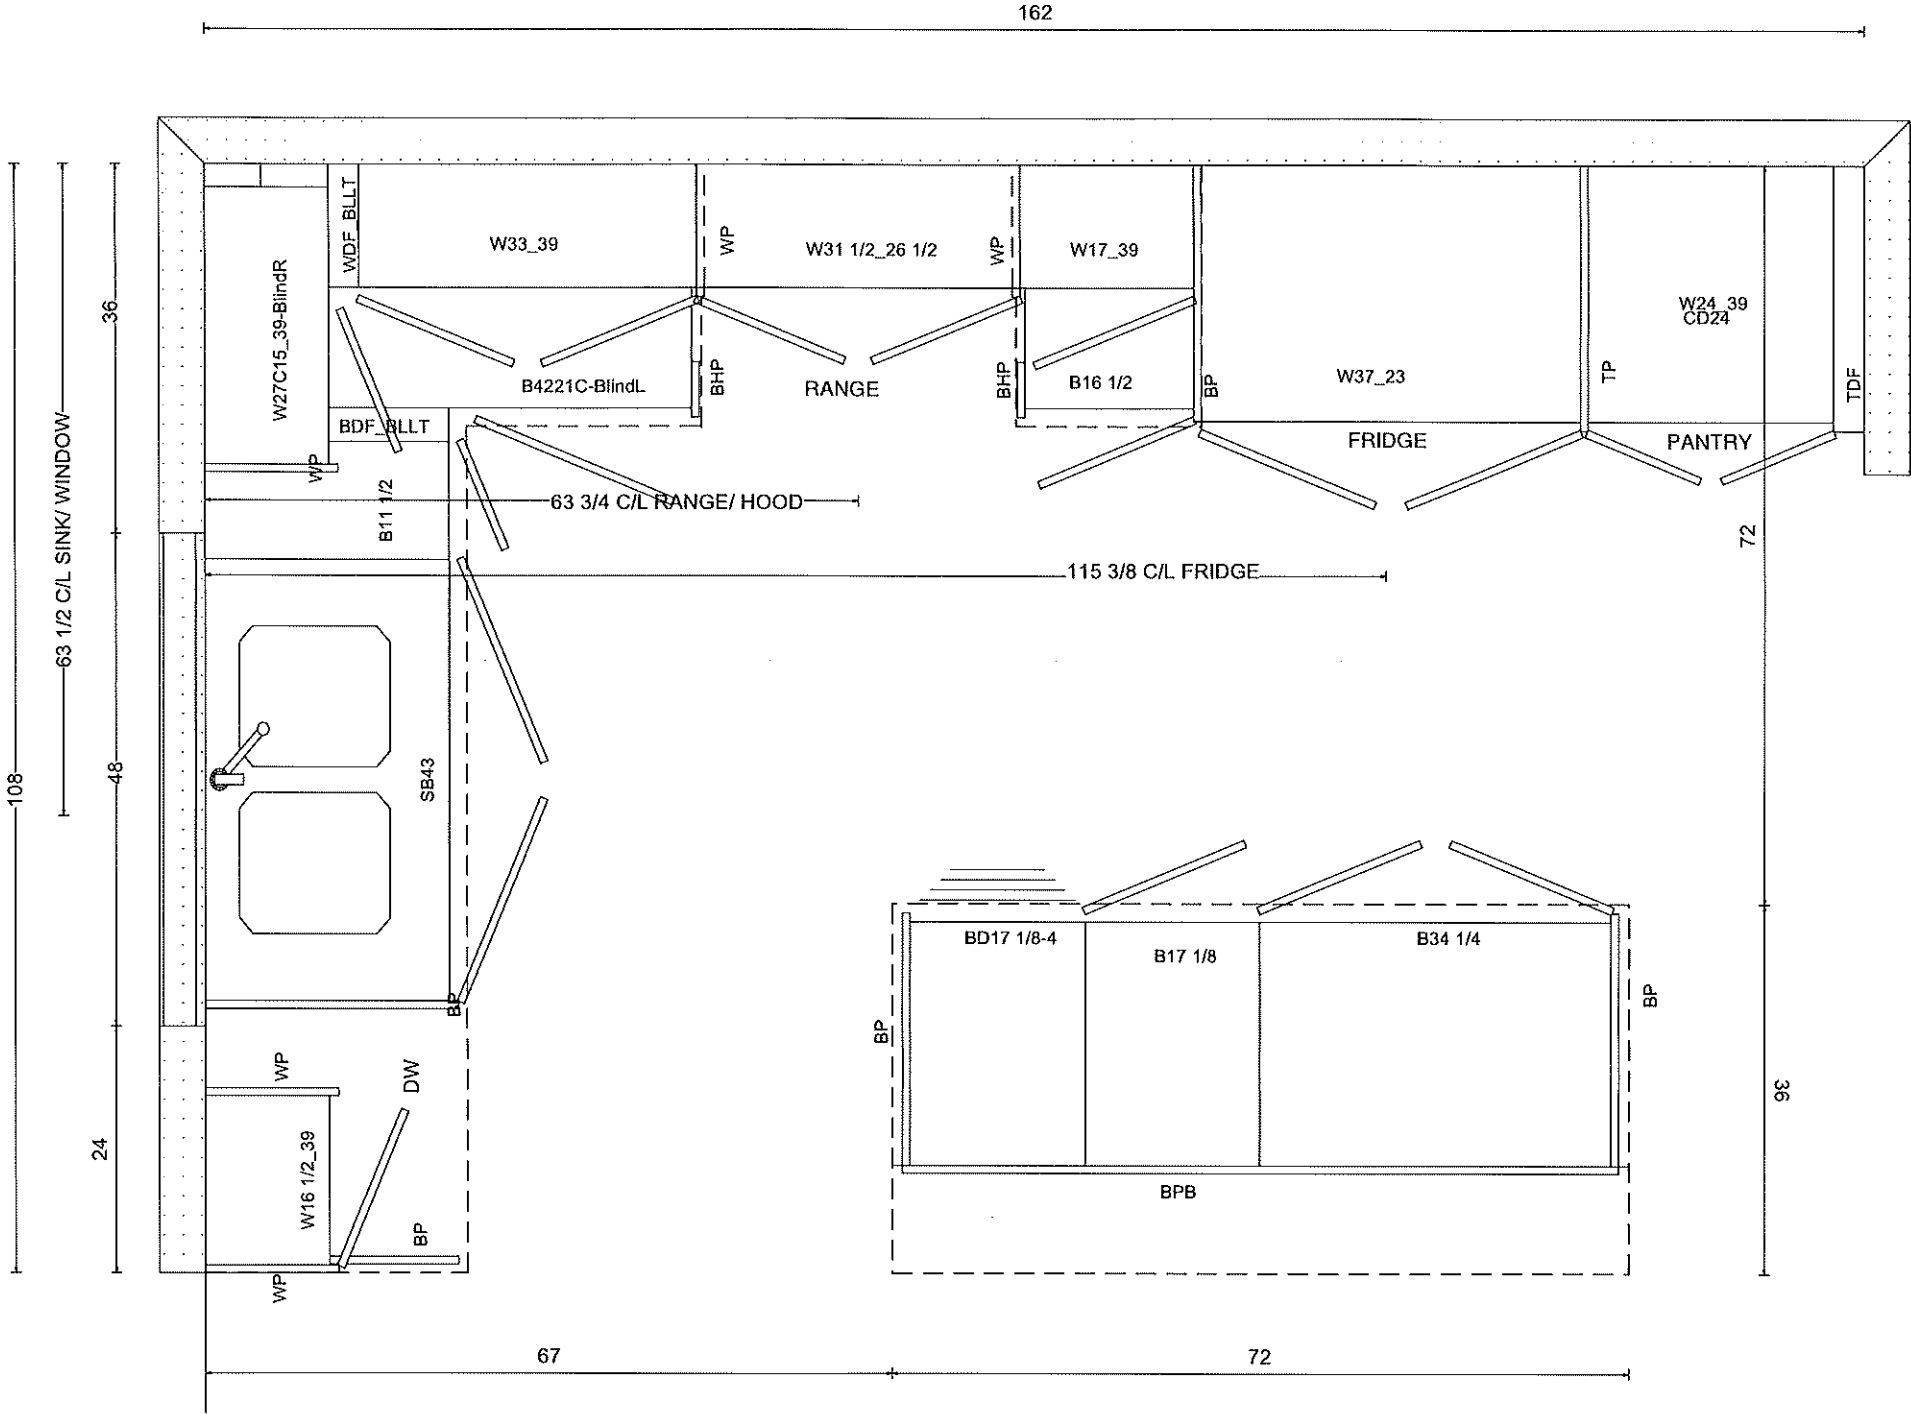 162
WDF_BLLT
W33_39
WP
W31 1/2_26 1/2
WP
W17_39
W27C15_39-BlindR
36
W24_39
CD24
B4221C-BlindL
BHP
RANGE
BHP
B16 1/2
BP
W37_23
TP
TDF
BDF_BLLT
FRIDGE
PANTRY
WP
B11 1/2
63 3/4 C/L RANGE/ HOOD
63 1/2 C/L SINK/ WINDOW
72
115 3/8 C/L FRIDGE
108
48
SB43
BD17 1/8-4
B17 1/8
B34 1/4
BP
BP
BP
WP
DW
36
24
W16 1/2_39
BPB
BP
WP
67
72